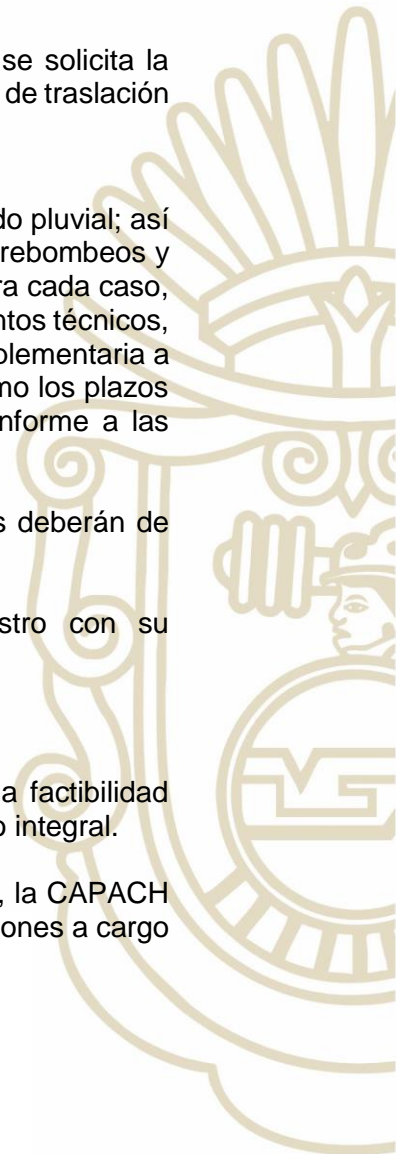 se solicita la
de traslación
do pluvial; así
rebombeos y
ra cada caso,
ntos técnicos,
plementaria a
mo los plazos
nforme a las
s deberán de
stro con su
a factibilidad
o integral.
, la CAPACH
ones a cargo